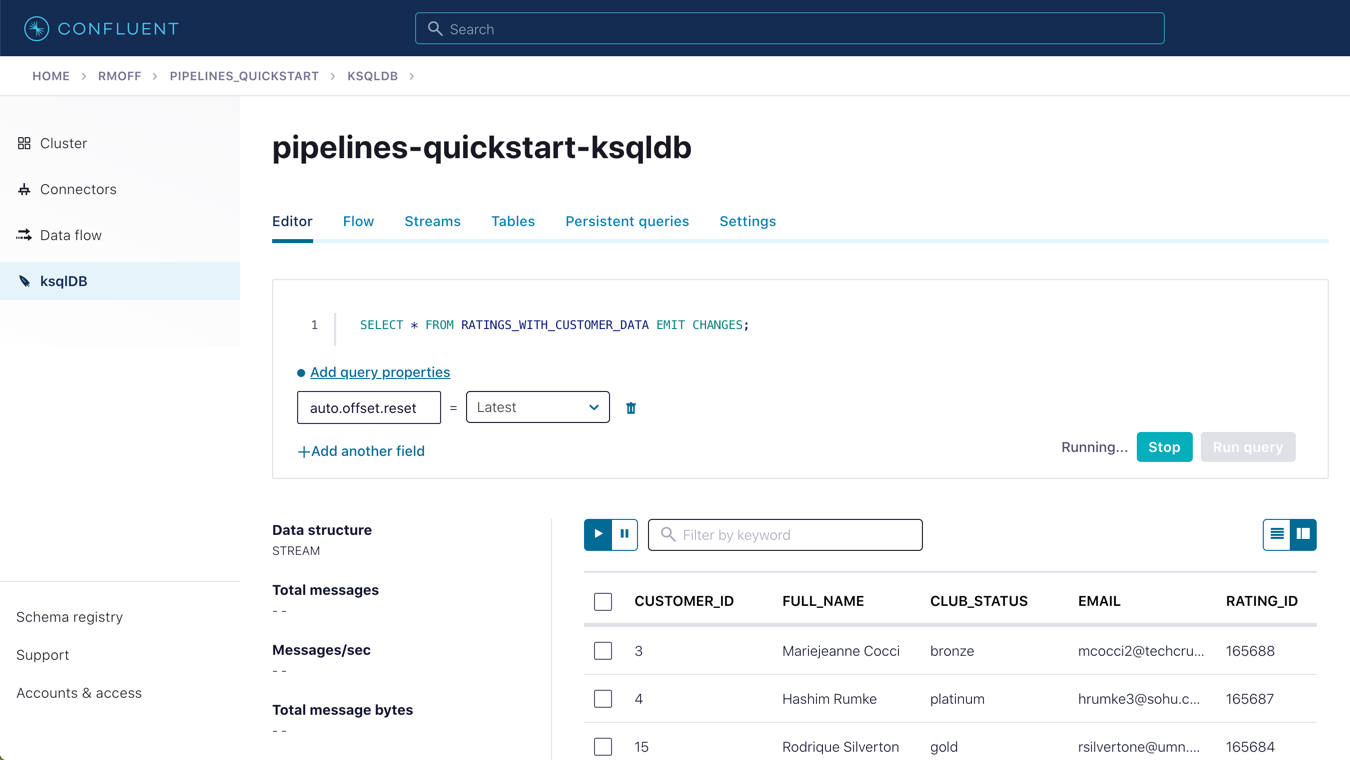 CONFLUENT
Search
HOME > RMOFF > PIPELINES_QUICKSTART > KSQLDB >
Cluster
Connectors
Data flow
ksqlDB
Schema registry
Support
Accounts & access
pipelines-quickstart-ksqldb
Editor Flow Streams Tables Persistent queries Settings
1 SELECT * FROM RATINGS_WITH_CUSTOMER_DATA EMIT CHANGES;
Add query properties
auto.offset.reset = Latest
+Add another field
Running... Stop Run query
Data structure
STREAM
Total messages
--
Messages/sec
--
Total message bytes
--
Filter by keyword
CUSTOMER_ID FULL_NAME CLUB_STATUS EMAIL RATING_ID
3 Mariejeanne Cocci bronze mcocci2@techcru... 165688
4 Hashim Rumke platinum hrumke3@sohu.c... 165687
15 Rodrique Silverton gold rsilvertone@umn.... 165684